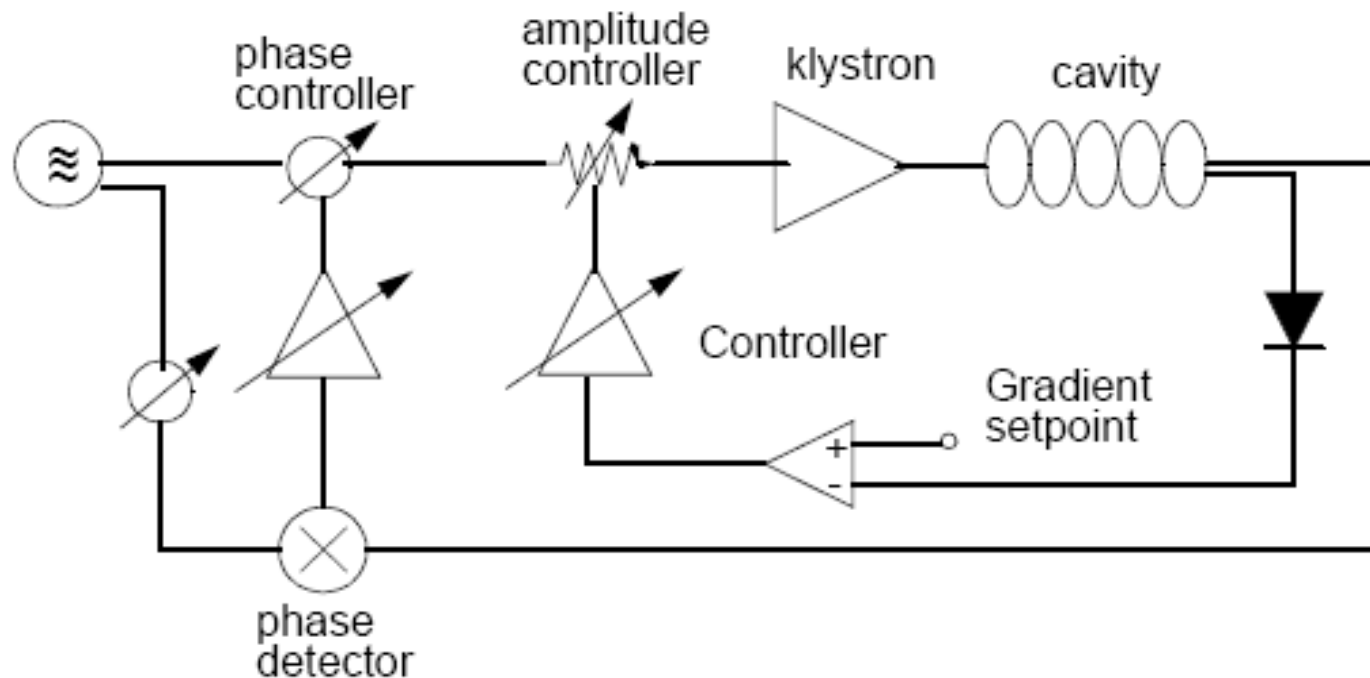 phase
controller
amplitude
controller
klystron
cavity
Controller
Gradient
setpoint
+
-
phase
detector